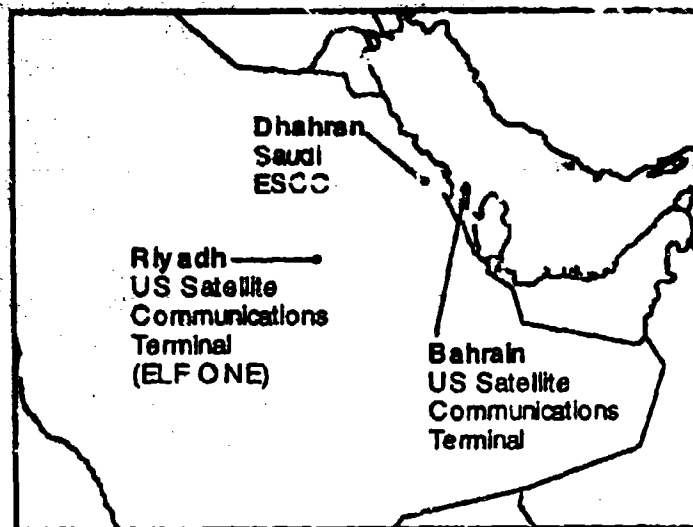 Dhahran
Saudi
ESCC
Riyadh
US Satellite
Communications
Terminal
(ELF ONE)
Bahrain
US Satellite
Communications
Terminal